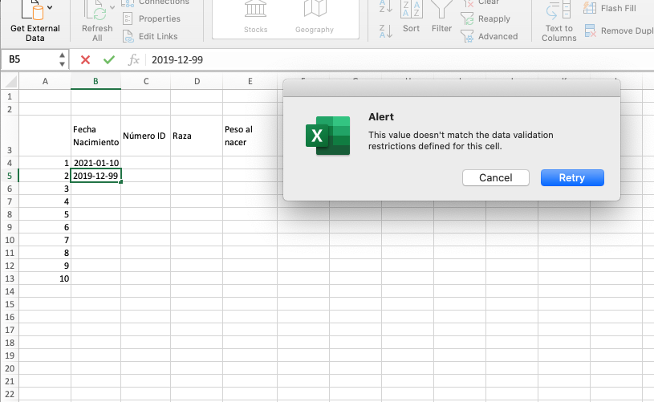 Connections
Clear
Properties
Reapply
Flash Fill
Edit Links
Advanced
Get External
Data
Refresh
All
Stocks
Geography
Sort
Filter
Text to
Columns
Remove Dupl
B5
fx
2019-12-99
A B C D E
1
2
3
Fecha
Nacimiento
Número ID
Raza
Peso al
nacer
4 1 2021-01-10
5 2 2019-12-99
6 3
7 4
8 5
9 6
10 7
11 8
12 9
13 10
14
15
16
17
18
19
20
21
22
Alert
This value doesn't match the data validation
restrictions defined for this cell.
Cancel
Retry